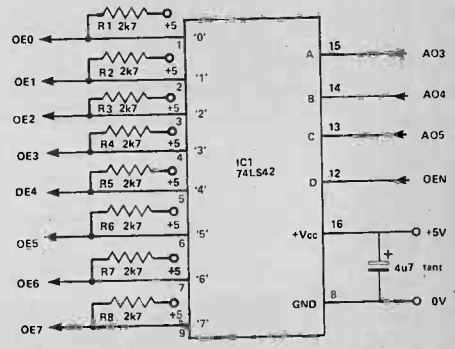 R1 2k7 +5
OE0 1 '0'
R2 2k7 +5
OE1 2 '1'
R3 2k7 +5
OE2 3 '2'
R4 2k7 +5
OE3 4 '3'
R5 2k7 +5
OE4 5 '4'
R6 2k7 +5
OE5 6 '5'
R7 2k7 +5
OE6 7 '6'
R8 2k7 +5
OE7 9 '7'
IC1
74LS42
A 15 AO3
B 14 AO4
C 13 AO5
D 12 OEN
+Vcc 16 +5V
+
4u7 tant
GND 8 0V